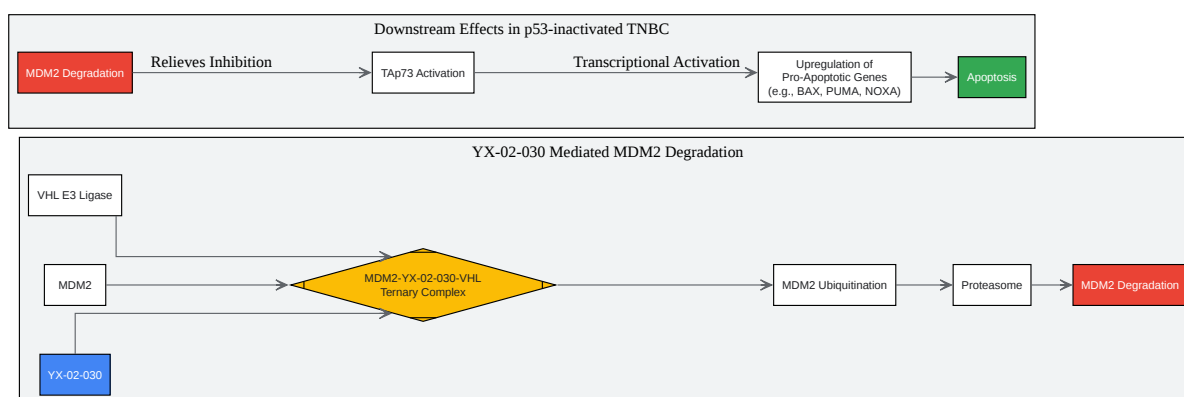 Downstream Effects in p53-inactivated TNBC
MDM2 Degradation
Relieves Inhibition
TAp73 Activation
Transcriptional Activation
Upregulation of
Pro-Apoptotic Genes
(e.g., BAX, PUMA, NOXA)
Apoptosis
YX-02-030 Mediated MDM2 Degradation
VHL E3 Ligase
MDM2
MDM2-YX-02-030-VHL
Ternary Complex
MDM2 Ubiquitination
Proteasome
MDM2 Degradation
YX-02-030